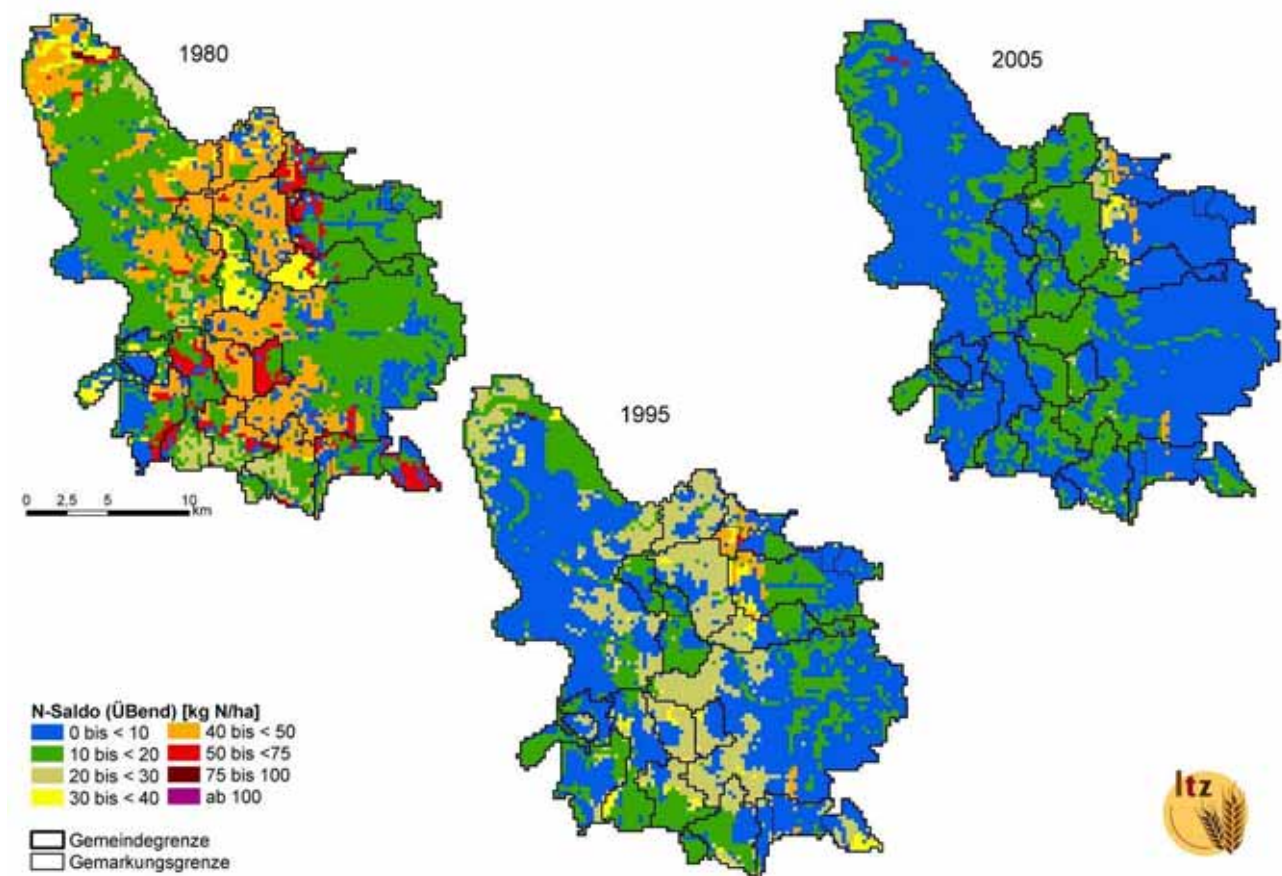 1980
2005
1995
0 2,5 5 10
km
N-Saldo (ÜBend) [kg N/ha]
0 bis < 10 40 bis < 50
10 bis < 20 50 bis <75
20 bis < 30 75 bis 100
30 bis < 40 ab 100
Gemeindegrenze
Gemarkungsgrenze
ltz